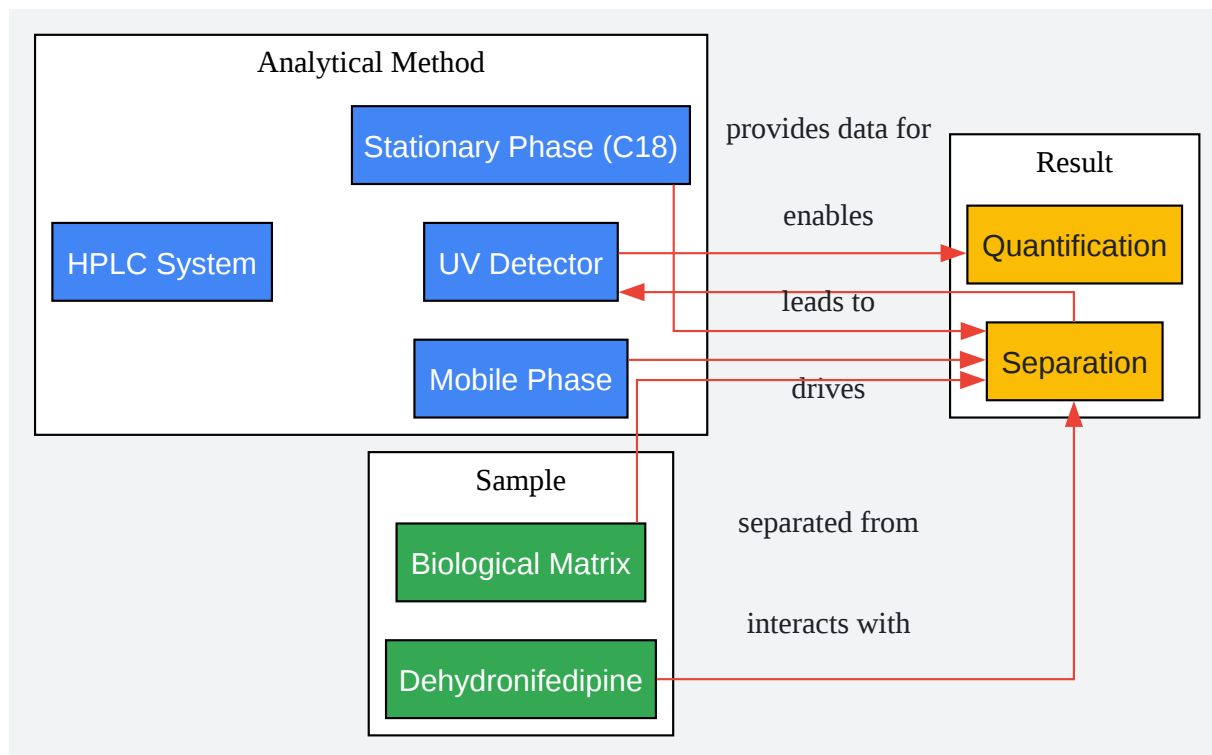 Analytical Method
Stationary Phase (C18)
HPLC System
UV Detector
Mobile Phase
provides data for
enables
leads to
drives
Result
Quantification
Separation
Sample
Biological Matrix
Dehydronifedipine
separated from
interacts with